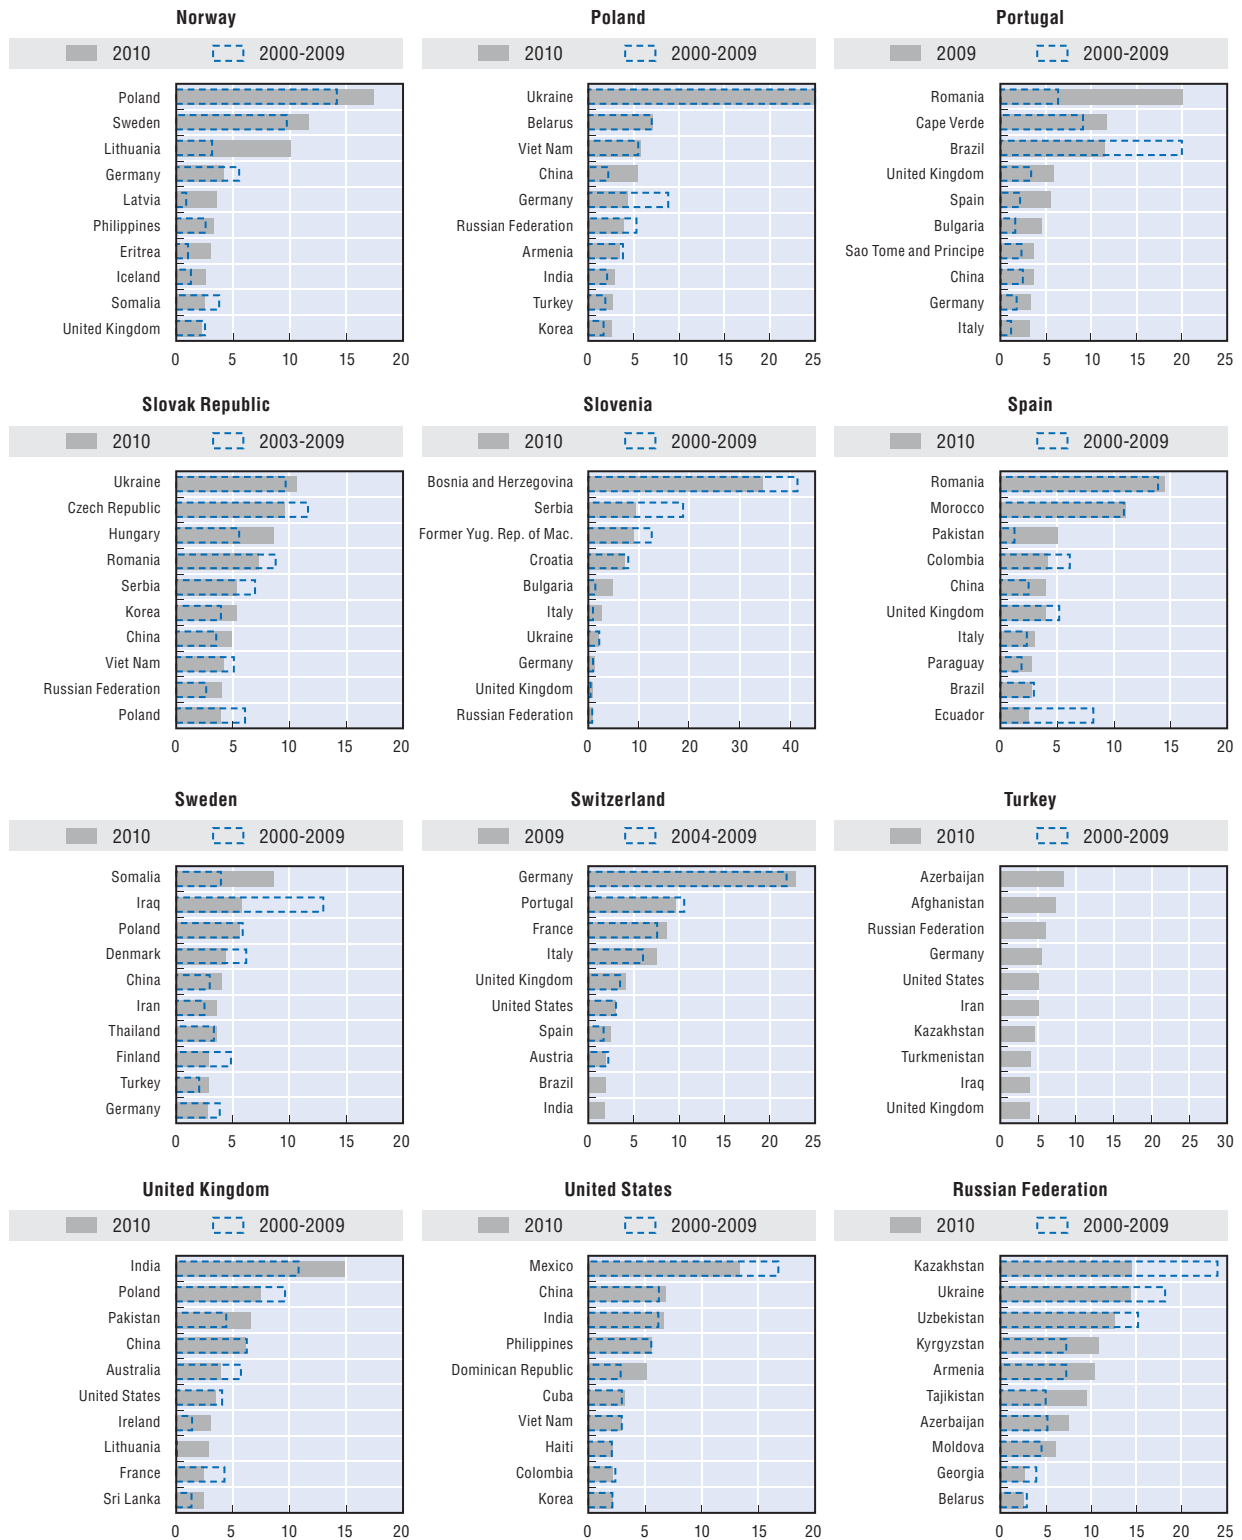 Norway
2010 2000-2009
Poland
Sweden
Lithuania
Germany
Latvia
Philippines
Eritrea
Iceland
Somalia
United Kingdom
0 5 10 15 20
Poland
2010 2000-2009
Ukraine
Belarus
Viet Nam
China
Germany
Russian Federation
Armenia
India
Turkey
Korea
0 5 10 15 20 25
Portugal
2009 2000-2009
Romania
Cape Verde
Brazil
United Kingdom
Spain
Bulgaria
Sao Tome and Principe
China
Germany
Italy
0 5 10 15 20 25
Slovak Republic
2010 2003-2009
Ukraine
Czech Republic
Hungary
Romania
Serbia
Korea
China
Viet Nam
Russian Federation
Poland
0 5 10 15 20
Slovenia
2010 2000-2009
Bosnia and Herzegovina
Serbia
Former Yug. Rep. of Mac.
Croatia
Bulgaria
Italy
Ukraine
Germany
United Kingdom
Russian Federation
0 10 20 30 40
Spain
2010 2000-2009
Romania
Morocco
Pakistan
Colombia
China
United Kingdom
Italy
Paraguay
Brazil
Ecuador
0 5 10 15 20
Sweden
2010 2000-2009
Somalia
Iraq
Poland
Denmark
China
Iran
Thailand
Finland
Turkey
Germany
0 5 10 15 20
Switzerland
2009 2004-2009
Germany
Portugal
France
Italy
United Kingdom
United States
Spain
Austria
Brazil
India
0 5 10 15 20 25
Turkey
2010 2000-2009
Azerbaijan
Afghanistan
Russian Federation
Germany
United States
Iran
Kazakhstan
Turkmenistan
Iraq
United Kingdom
0 5 10 15 20 25 30
United Kingdom
2010 2000-2009
India
Poland
Pakistan
China
Australia
United States
Ireland
Lithuania
France
Sri Lanka
0 5 10 15 20
United States
2010 2000-2009
Mexico
China
India
Philippines
Dominican Republic
Cuba
Viet Nam
Haiti
Colombia
Korea
0 5 10 15 20
Russian Federation
2010 2000-2009
Kazakhstan
Ukraine
Uzbekistan
Kyrgyzstan
Armenia
Tajikistan
Azerbaijan
Moldova
Georgia
Belarus
0 5 10 15 20 25